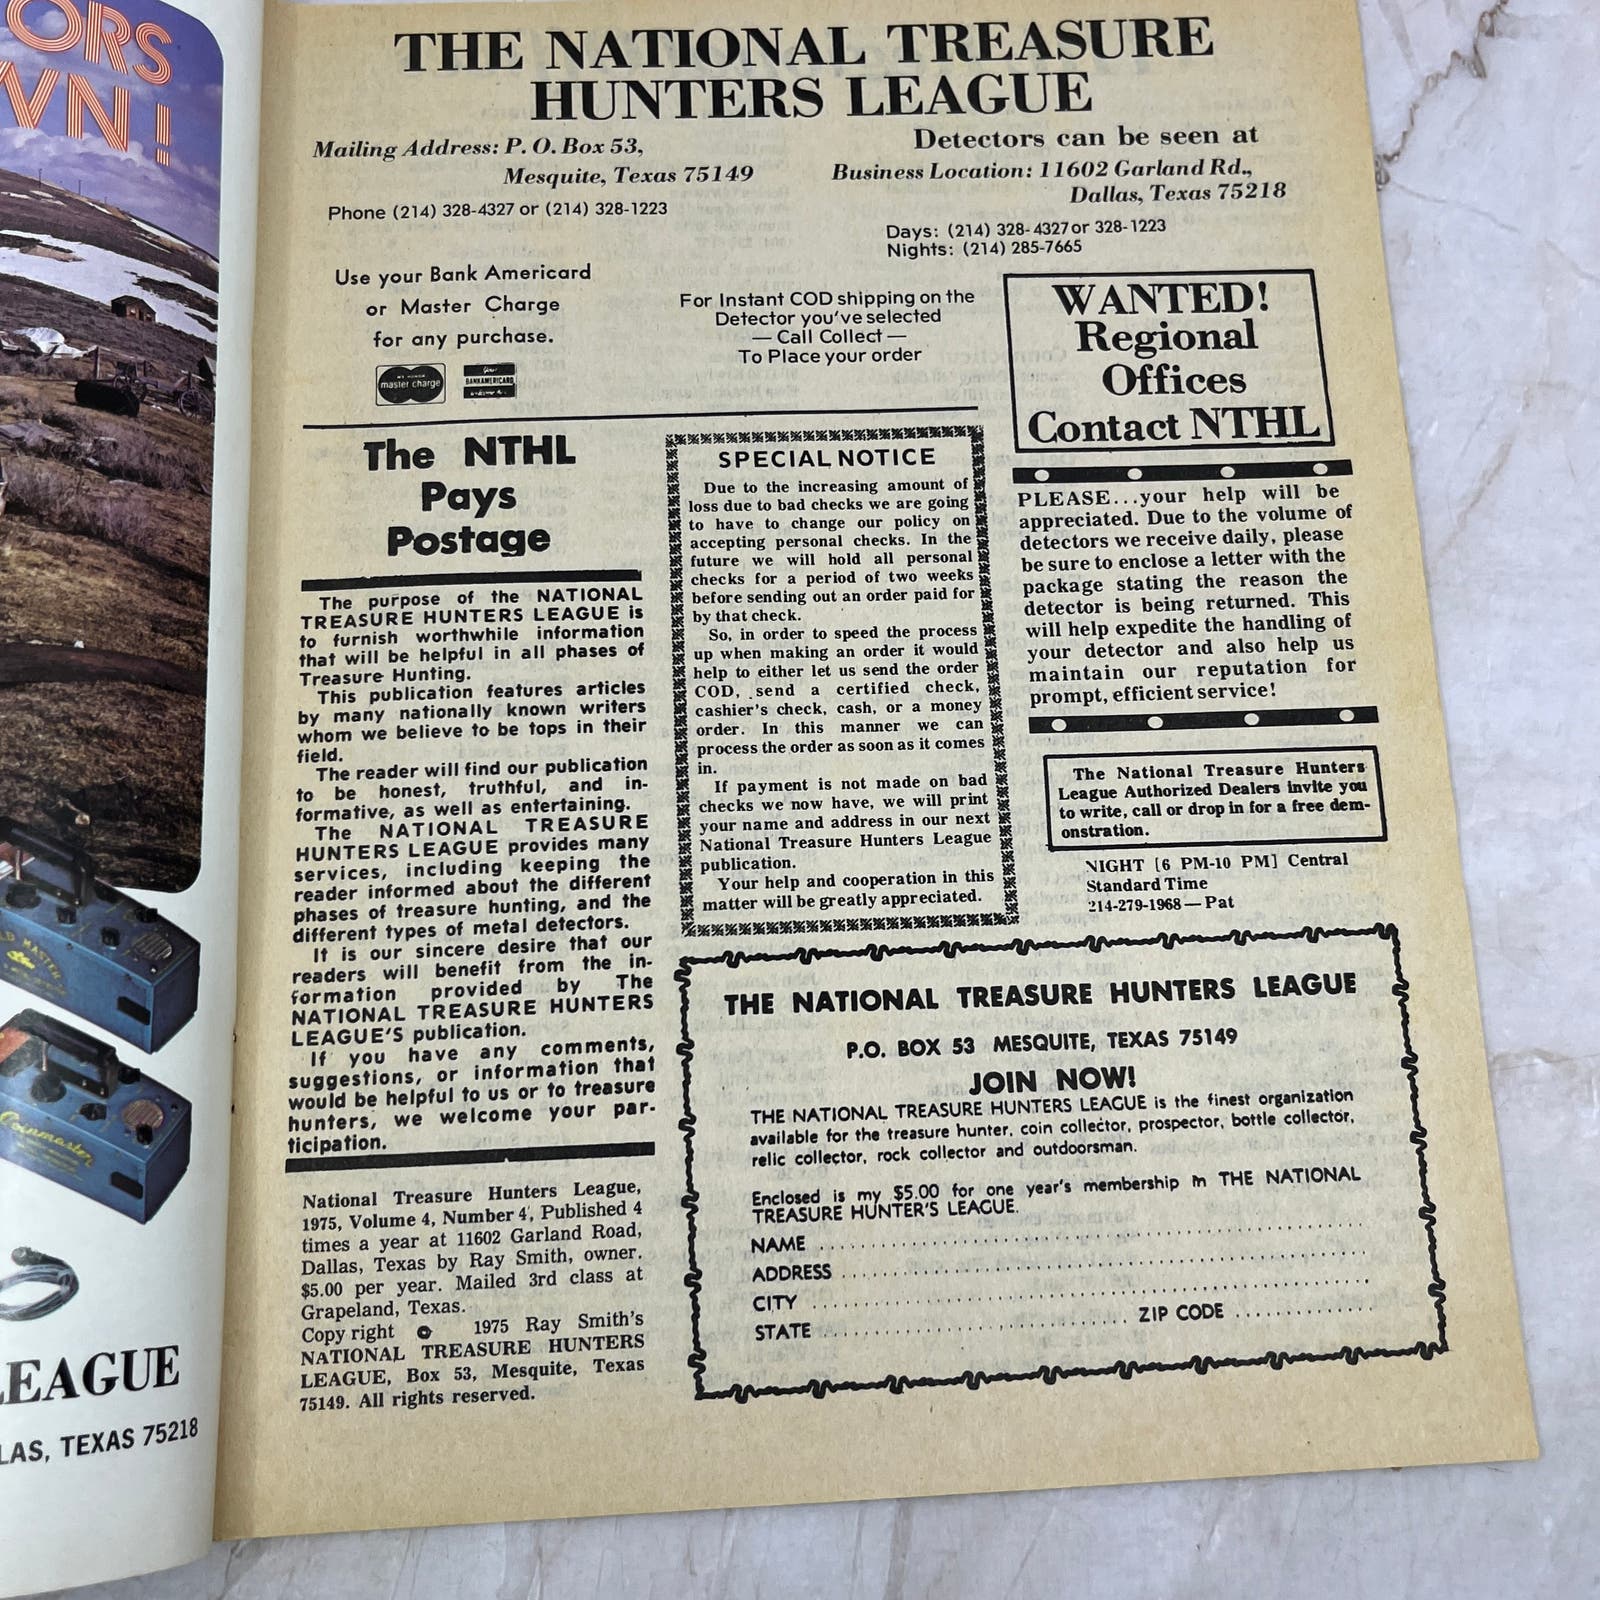 ORS
WN!
LEAGUE
LAS, TEXAS 75218
Coinmaster
THE NATIONAL TREASURE
HUNTERS LEAGUE
Mailing Address: P. O. Box 53,
Mesquite, Texas 75149
Phone (214) 328-4327 or (214) 328-1223
Detectors can be seen at
Business Location: 11602 Garland Rd.,
Dallas, Texas 75218
Days: (214) 328-4327 or 328-1223
Nights: (214) 285-7665
Use your Bank Americard
or Master Charge
for any purchase.
master charge
BANKAMERICARD
For Instant COD shipping on the
Detector you've selected
— Call Collect —
To Place your order
WANTED!
Regional
Offices
Contact NTHL
The NTHL
Pays
Postage
The purpose of the NATIONAL
TREASURE HUNTERS LEAGUE is
to furnish worthwhile information
that will be helpful in all phases of
Treasure Hunting.
This publication features articles
by many nationally known writers
whom we believe to be tops in their
field.
The reader will find our publication
to be honest, truthful, and in-
formative, as well as entertaining.
The NATIONAL TREASURE
HUNTERS LEAGUE provides many
services, including keeping the
reader informed about the different
phases of treasure hunting, and the
different types of metal detectors.
It is our sincere desire that our
readers will benefit from the in-
formation provided by The
NATIONAL TREASURE HUNTERS
LEAGUE'S publication.
If you have any comments,
suggestions, or information that
would be helpful to us or to treasure
hunters, we welcome your par-
ticipation.
National Treasure Hunters League,
1975, Volume 4, Number 4, Published 4
times a year at 11602 Garland Road,
Dallas, Texas by Ray Smith, owner.
$5.00 per year. Mailed 3rd class at
Grapeland, Texas.
Copy right © 1975 Ray Smith's
NATIONAL TREASURE HUNTERS
LEAGUE, Box 53, Mesquite, Texas
75149. All rights reserved.
SPECIAL NOTICE
Due to the increasing amount of
loss due to bad checks we are going
to have to change our policy on
accepting personal checks. In the
future we will hold all personal
checks for a period of two weeks
before sending out an order paid for
by that check.
So, in order to speed the process
up when making an order it would
help to either let us send the order
COD, send a certified check,
cashier's check, cash, or a money
order. In this manner we can
process the order as soon as it comes
in.
If payment is not made on bad
checks we now have, we will print
your name and address in our next
National Treasure Hunters League
publication.
Your help and cooperation in this
matter will be greatly appreciated.
PLEASE...your help will be
appreciated. Due to the volume of
detectors we receive daily, please
be sure to enclose a letter with the
package stating the reason the
detector is being returned. This
will help expedite the handling of
your detector and also help us
maintain our reputation for
prompt, efficient service!
The National Treasure Hunters
League Authorized Dealers invite you
to write, call or drop in for a free dem-
onstration.
NIGHT [6 PM-10 PM] Central
Standard Time
214-279-1968 — Pat
THE NATIONAL TREASURE HUNTERS LEAGUE
P.O. BOX 53 MESQUITE, TEXAS 75149
JOIN NOW!
THE NATIONAL TREASURE HUNTERS LEAGUE is the finest organization
available for the treasure hunter, coin collector, prospector, bottle collector,
relic collector, rock collector and outdoorsman.
Enclosed is my $5.00 for one year's membership in THE NATIONAL
TREASURE HUNTER'S LEAGUE.
NAME
ADDRESS
CITY
STATE ZIP CODE